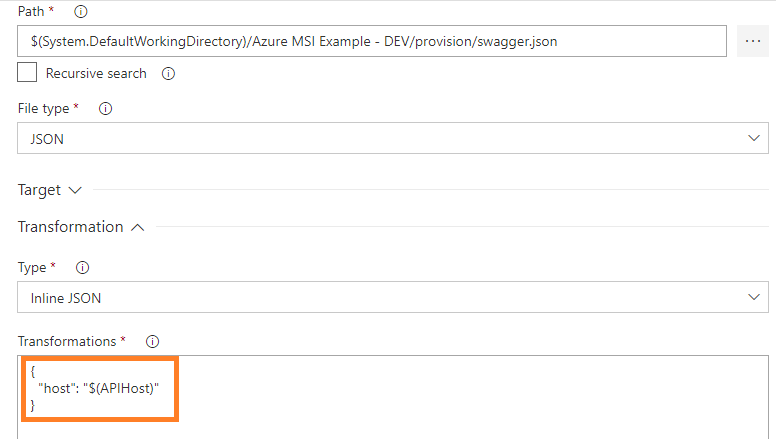 Path *
$(System.DefaultWorkingDirectory)/Azure MSI Example - DEV/provision/swagger.json
...
Recursive search
File type *
JSON
Target
Transformation
Type *
Inline JSON
Transformations *
{
"host": "$(APIHost)"
}